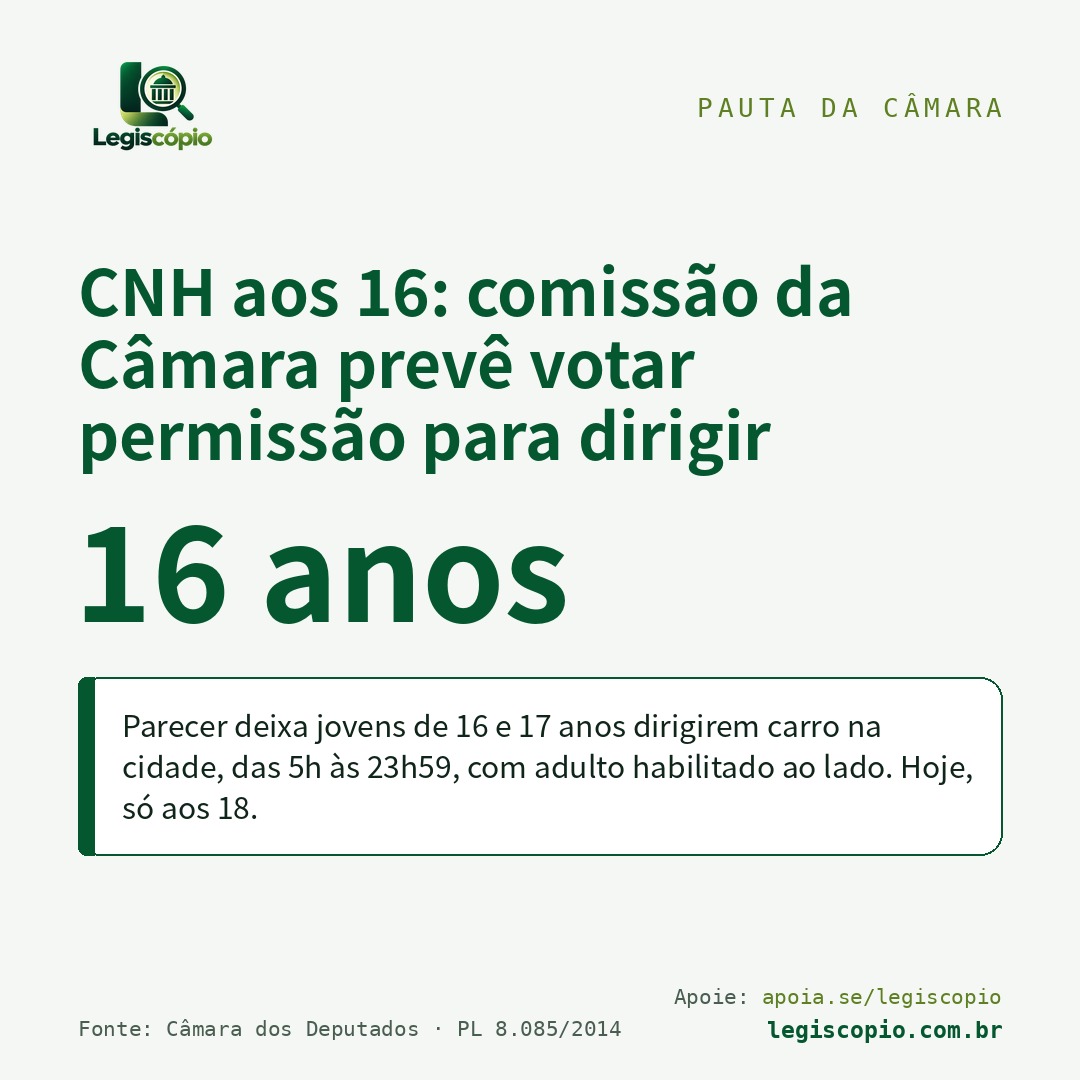 Legiscópio
PAUTA DA CÂMARA
CNH aos 16: comissão da
Câmara prevê votar
permissão para dirigir
16 anos
Parecer deixa jovens de 16 e 17 anos dirigirem carro na
cidade, das 5h às 23h59, com adulto habilitado ao lado. Hoje,
só aos 18.
Apoie: apoia.se/legiscopio
Fonte: Câmara dos Deputados · PL 8.085/2014
legiscopio.com.br